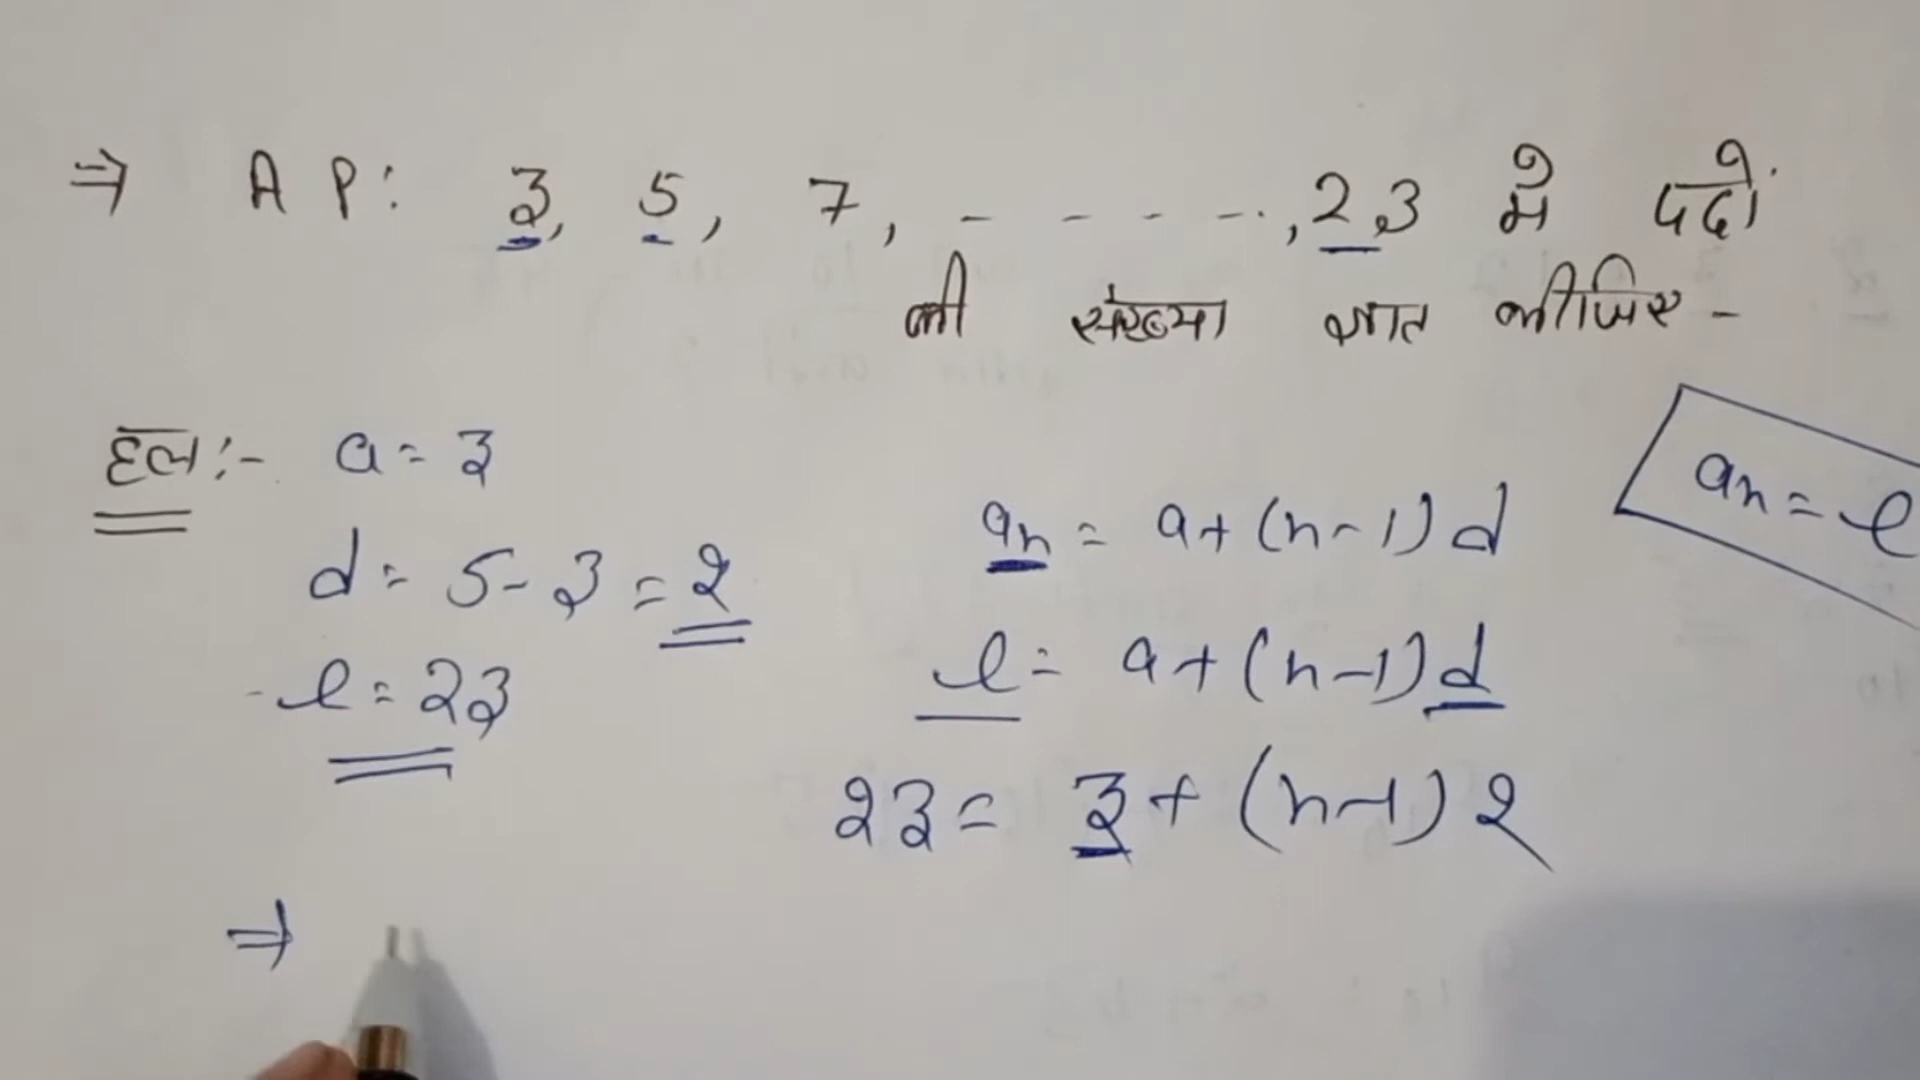 ⇒ A P: 3, 5, 7, - - - - -, 23 में पदों
की संख्या ज्ञात कीजिए -
हल:- a = 3
d = 5 - 3 = 2
l = 23
an = a + (n - 1) d
l = a + (n - 1) d
23 = 3 + (n - 1) 2
an = l
⇒